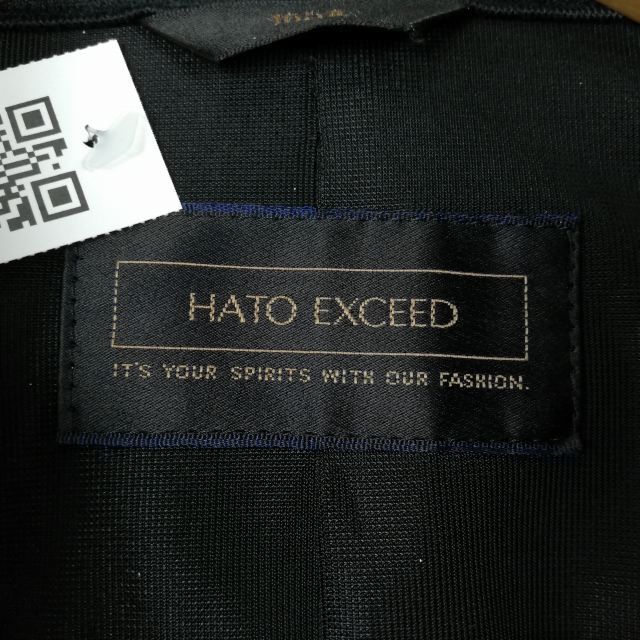 HATO EXCEED
IT'S YOUR SPIRITS WITH OUR FASHION.